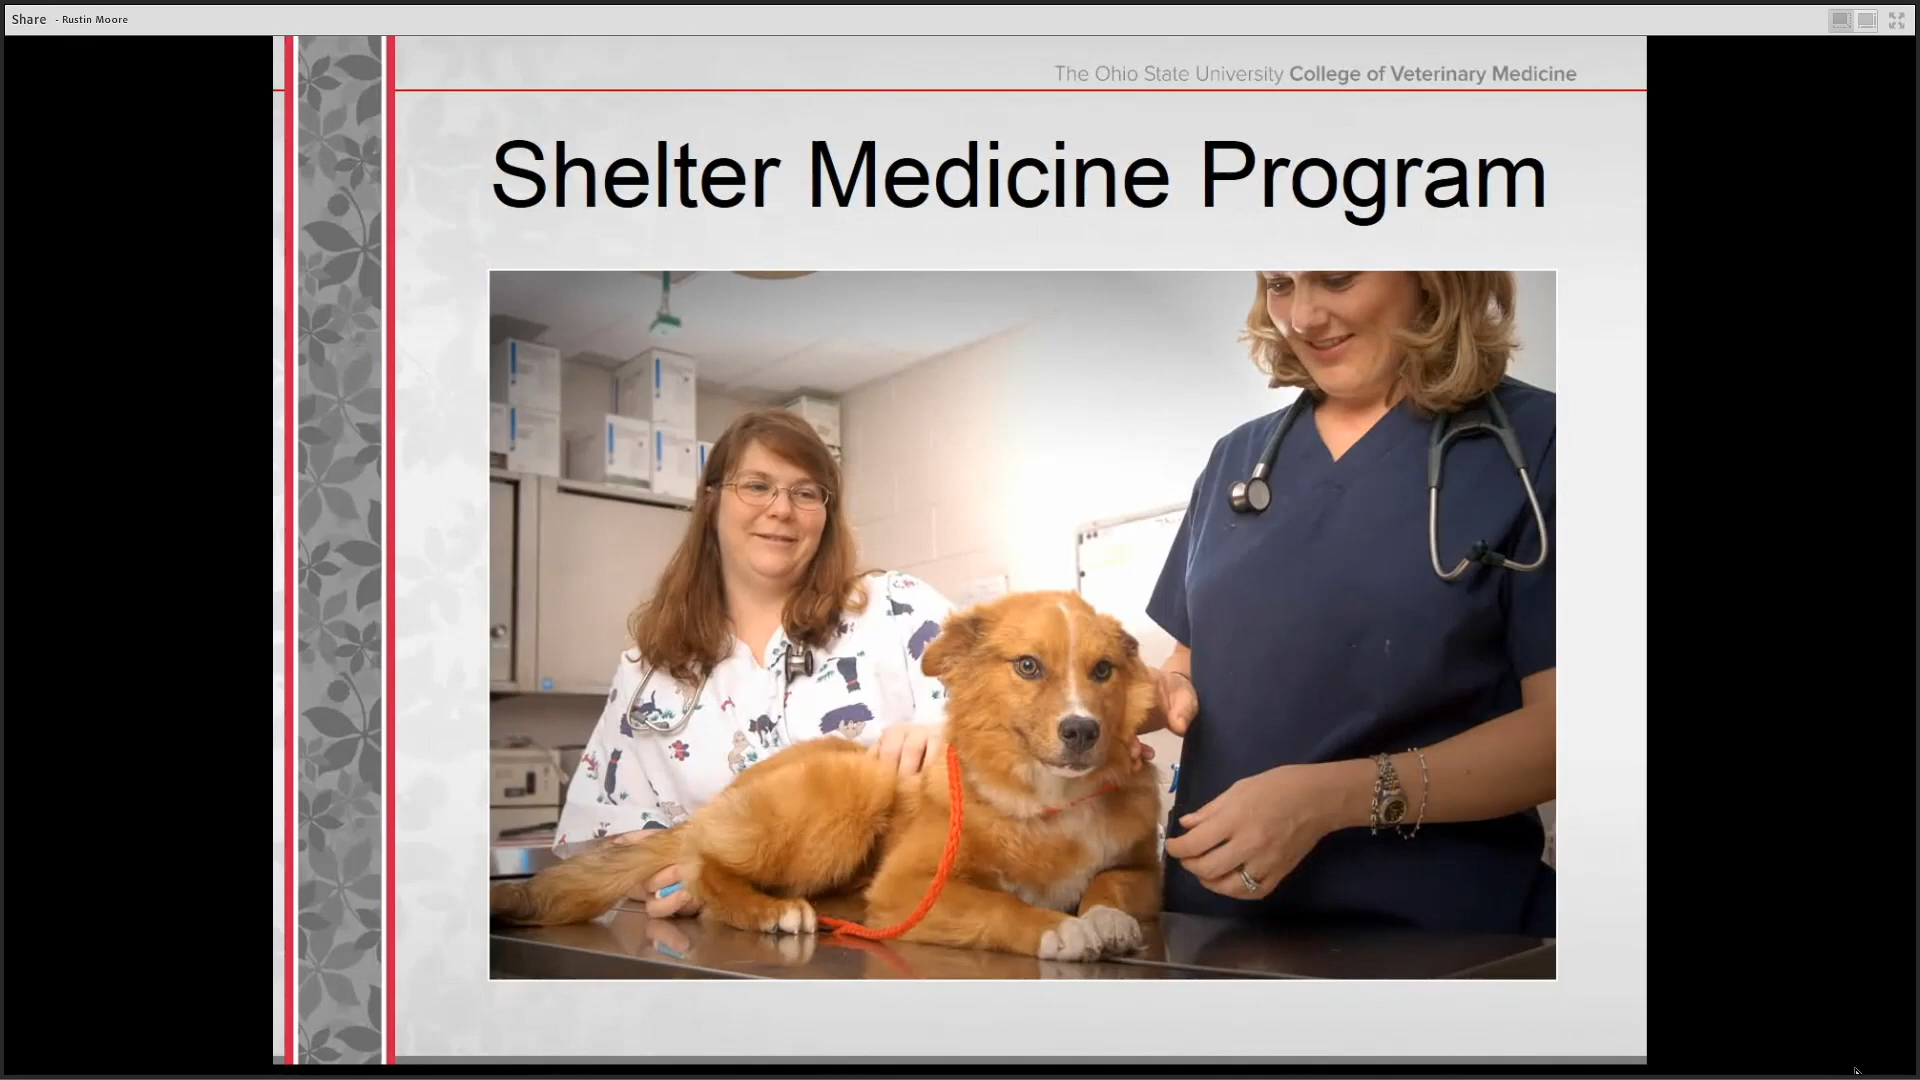 Share - Rustin Moore
The Ohio State University College of Veterinary Medicine
Shelter Medicine Program